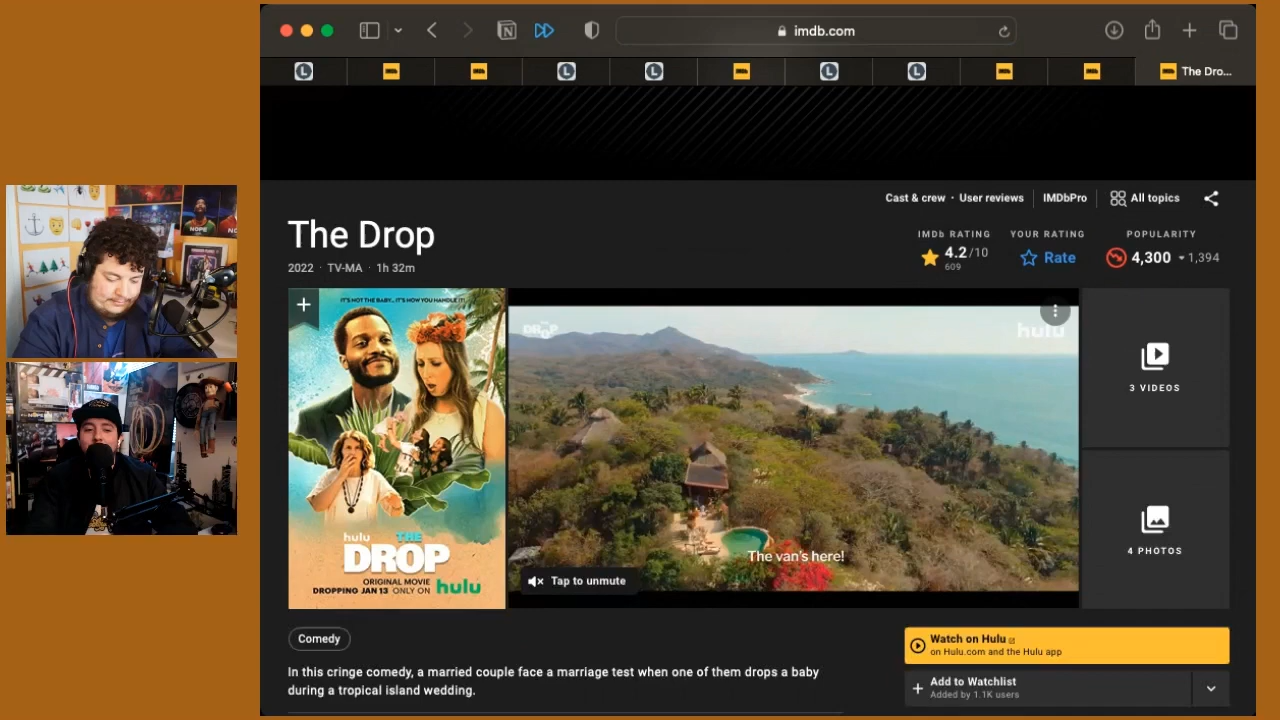 imdb.com
The Dro...
Cast & crew · User reviews
IMDbPro
All topics
The Drop
2022 · TV-MA · 1h 32m
IMDb RATING
4.2/10
609
YOUR RATING
Rate
POPULARITY
4,300
1,394
IT'S NOT THE BABY... IT'S HOW YOU HANDLE IT!
hulu
THE
DROP
ORIGINAL MOVIE
DROPPING JAN 13 ONLY ON hulu
THE
DROP
hulu
The van's here!
Tap to unmute
3 VIDEOS
4 PHOTOS
Comedy
In this cringe comedy, a married couple face a marriage test when one of them drops a baby
during a tropical island wedding.
Watch on Hulu
on Hulu.com and the Hulu app
Add to Watchlist
Added by 1.1K users
NOPE